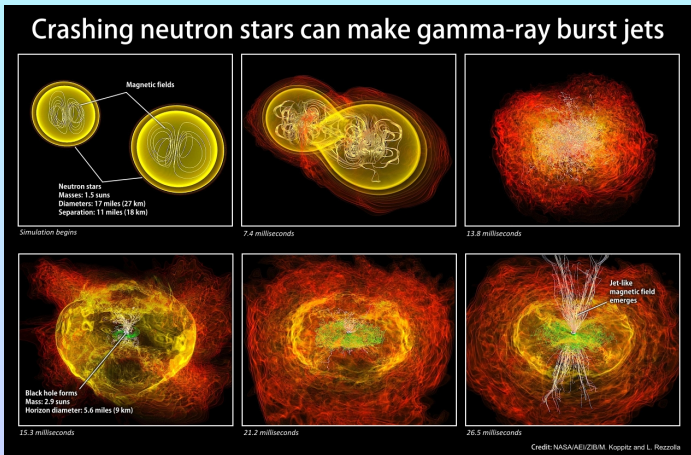 Crashing neutron stars can make gamma-ray burst jets
Magnetic fields
Neutron stars
Masses: 1.5 suns
Diameters: 17 miles (27 km)
Separation: 11 miles (18 km)
Simulation begins
7.4 milliseconds
13.8 milliseconds
Black hole forms
Mass: 2.9 suns
Horizon diameter: 5.6 miles (9 km)
15.3 milliseconds
21.2 milliseconds
Jet-like
magnetic field
emerges
26.5 milliseconds
Credit: NASA/AEI/ZIB/M. Koppitz and L. Rezzolla